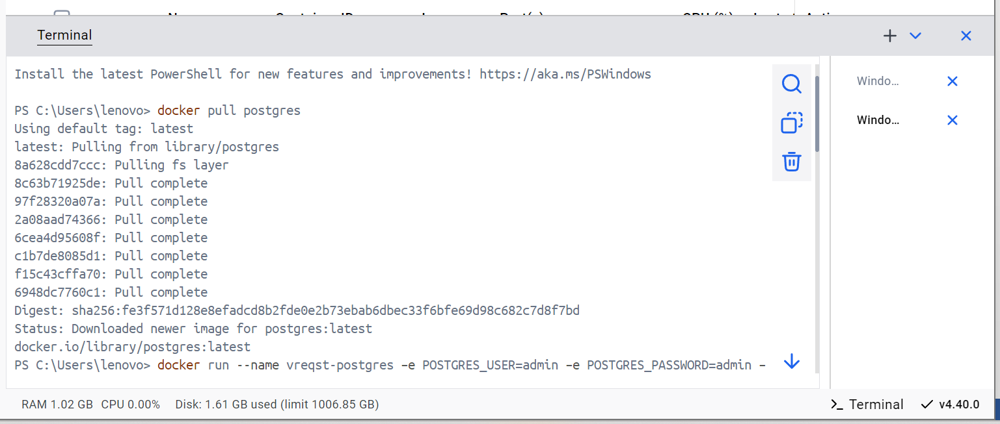 Terminal
Install the latest PowerShell for new features and improvements! https://aka.ms/PSWindows
PS C:\Users\lenovo> docker pull postgres
Using default tag: latest
latest: Pulling from library/postgres
8a628cdd7ccc: Pulling fs layer
8c63b71925de: Pull complete
97f28320a07a: Pull complete
2a08aad74366: Pull complete
6cea4d95608f: Pull complete
c1b7de8085d1: Pull complete
f15c43cffa70: Pull complete
6948dc7760c1: Pull complete
Digest: sha256:fe3f571d128e8efadcd8b2fde0e2b73ebab6dbec33f6bfe69d98c682c7d8f7bd
Status: Downloaded newer image for postgres:latest
docker.io/library/postgres:latest
PS C:\Users\lenovo> docker run --name vreqst-postgres -e POSTGRES_USER=admin -e POSTGRES_PASSWORD=admin -
Windo...
Windo...
RAM 1.02 GB CPU 0.00% Disk: 1.61 GB used (limit 1006.85 GB)
>_ Terminal v4.40.0